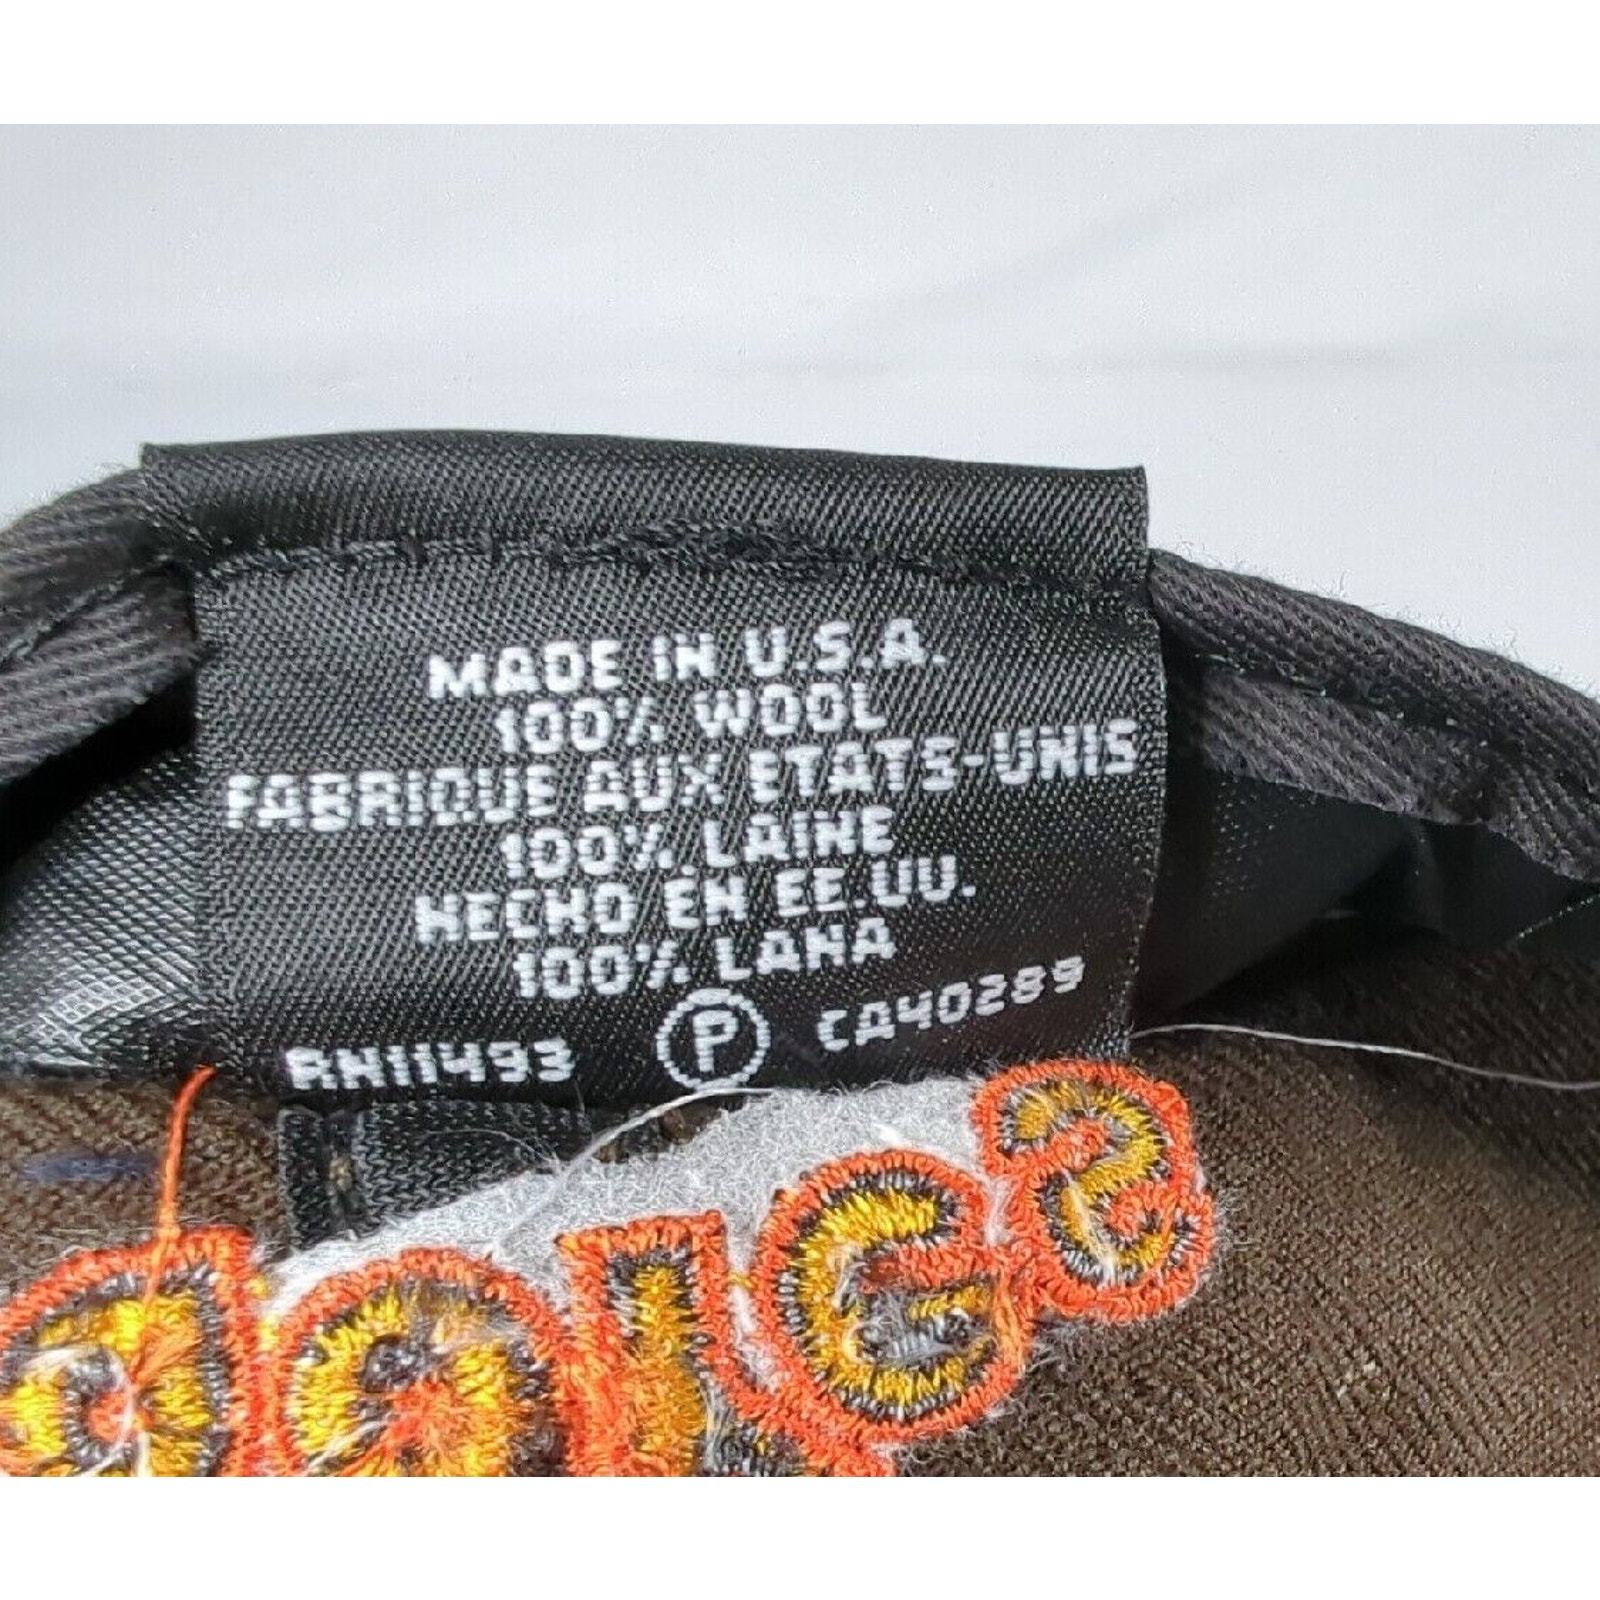 MADE IN U.S.A.
100% WOOL
FABRIQUE AUX ETATS-UNIS
100% LAINE
HECHO EN EE.UU.
100% LANA
RN11493 P CA40289